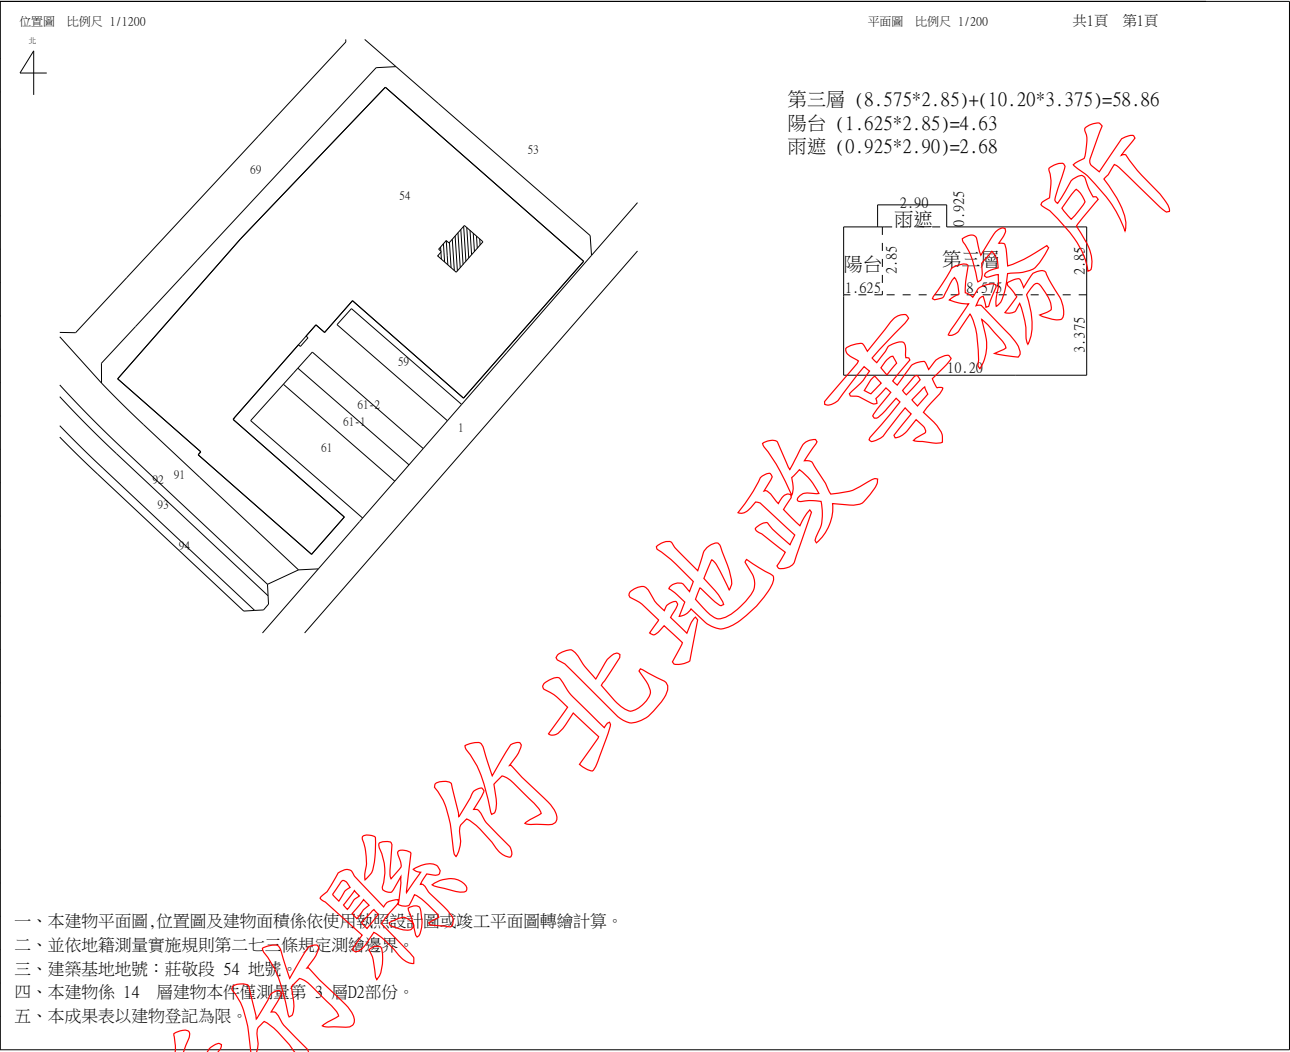 位置圖 比例尺 1/1200
平面圖 比例尺 1/200
共1頁 第1頁
北
第三層 (8.575*2.85)+(10.20*3.375)=58.86
陽台 (1.625*2.85)=4.63
雨遮 (0.925*2.90)=2.68
53
69
54
59
61-2
61-1
61
1
91
92
93
94
2.90
0.925
雨遮
陽台
2.85
第三層
2.85
1.625
8.575
3.375
10.20
竹縣竹北地政事務所
一、本建物平面圖,位置圖及建物面積係依使用執照設計圖或竣工平面圖轉繪計算。
二、並依地籍測量實施規則第二七三條規定測繪邊界。
三、建築基地地號：莊敬段 54 地號。
四、本建物係 14 層建物本件僅測量第 3 層D2部份。
五、本成果表以建物登記為限。